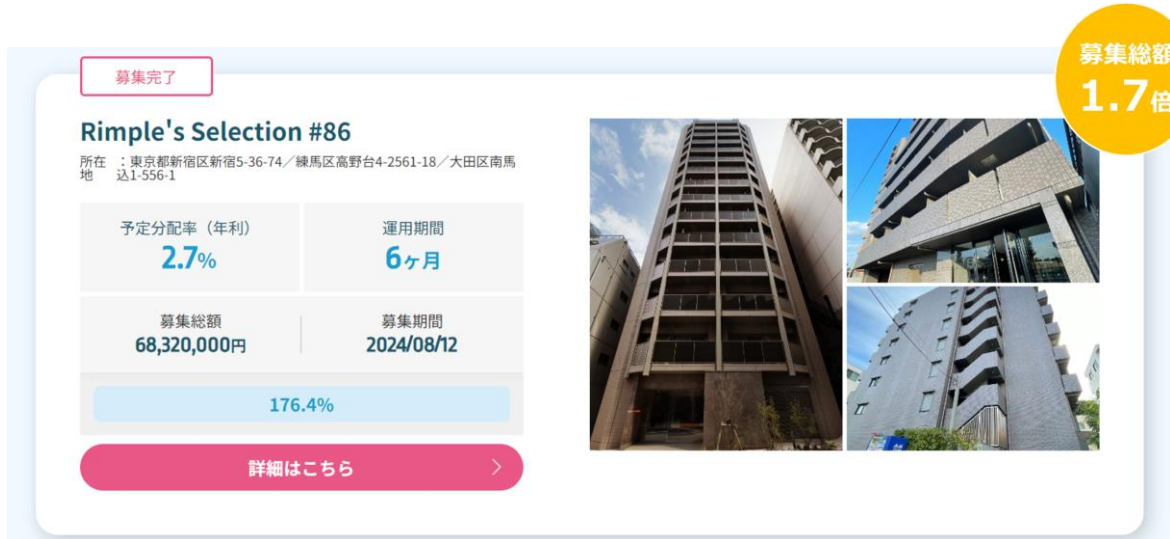 募集総額
1.7倍
募集完了
Rimple's Selection #86
所在 ：東京都新宿区新宿5-36-74／練馬区高野台4-2561-18／大田区南馬
地 込1-556-1
予定分配率（年利）
2.7%
運用期間
6ヶ月
募集総額
68,320,000円
募集期間
2024/08/12
176.4%
詳細はこちら